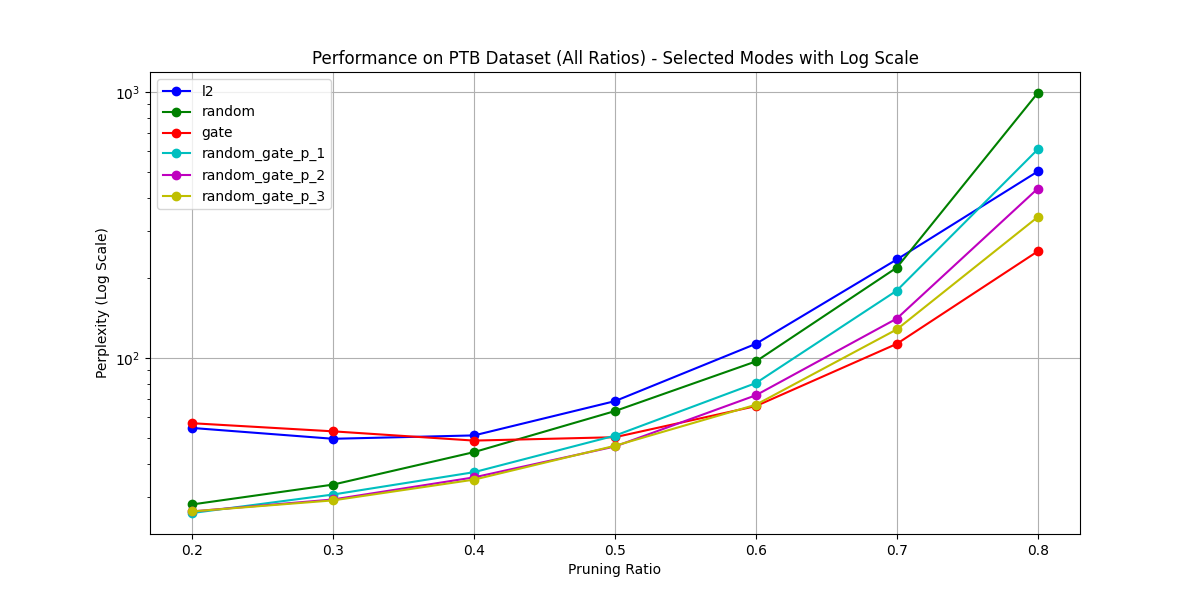 Performance on PTB Dataset (All Ratios) - Selected Modes with Log Scale
Perplexity (Log Scale)
10³
10²
l2
random
gate
random_gate_p_1
random_gate_p_2
random_gate_p_3
0.2 0.3 0.4 0.5 0.6 0.7 0.8
Pruning Ratio